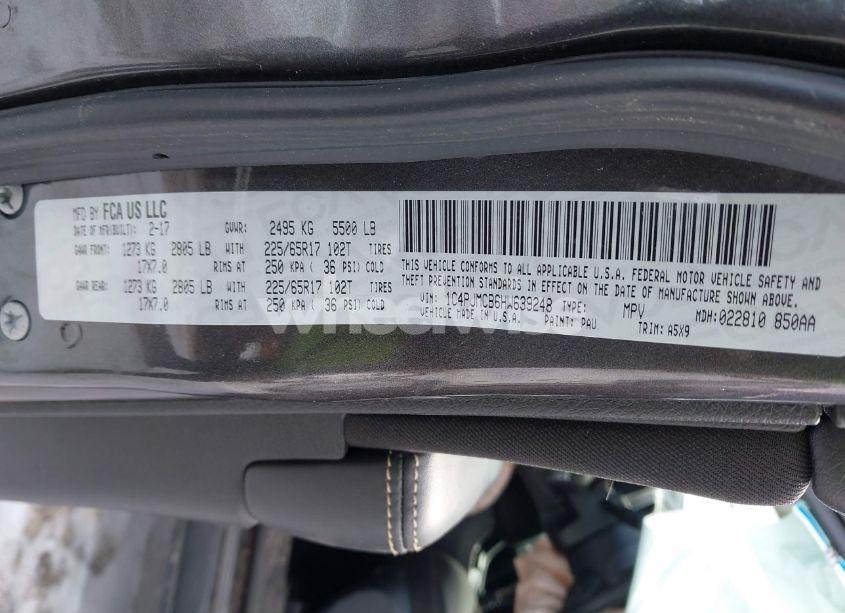 MFD BY FCA US LLC
DATE OF MFR(BUILT): 2-17 GVWR: 2495 KG 5500 LB
GAWR FRONT: 1273 KG 2805 LB WITH 225/65R17 102T TIRES
17X7.0 RIMS AT 250 KPA ( 36 PSI) COLD
GAWR REAR: 1273 KG 2805 LB WITH 225/65R17 102T TIRES
17X7.0 RIMS AT 250 KPA ( 36 PSI) COLD
THIS VEHICLE CONFORMS TO ALL APPLICABLE U.S.A. FEDERAL MOTOR VEHICLE SAFETY AND
THEFT PREVENTION STANDARDS IN EFFECT ON THE DATE OF MANUFACTURE SHOWN ABOVE.
VIN: 1C4PJMCB6HW639248 TYPE: MPV MDH: 022810 850AA
VEHICLE MADE IN U.S.A. PAINT: PAU TRIM: A5X9